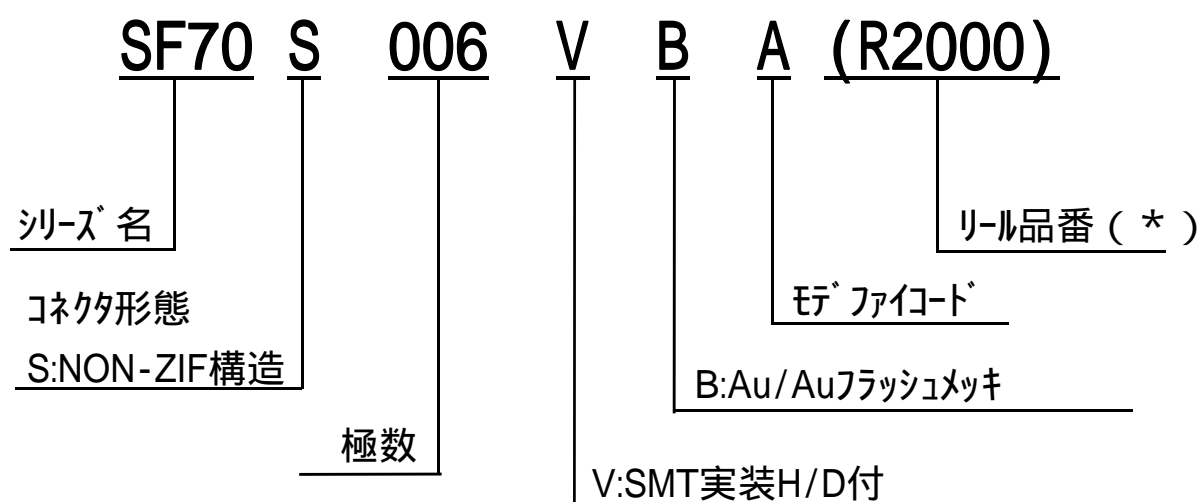 SF70 S 006 V B A (R2000)
ｼﾘｰｽﾞ名
ﾘｰﾙ品番(*)
ｺﾈｸﾀ形態
ﾓﾃﾞﾌｧｲｺｰﾄﾞ
S:NON-ZIF構造
B:Au/Auﾌﾗｯｼｭﾒｯｷ
極数
V:SMT実装H/D付